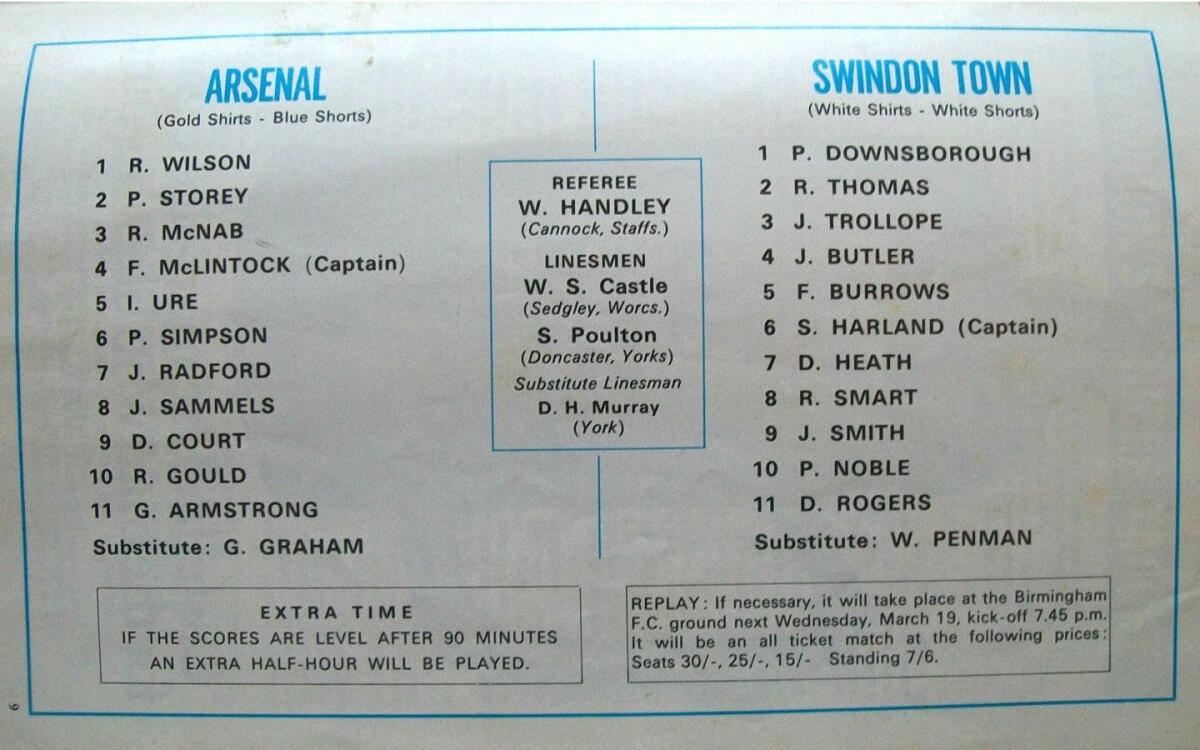 ARSENAL
(Gold Shirts - Blue Shorts)
1 R. WILSON
2 P. STOREY
3 R. McNAB
4 F. McLINTOCK (Captain)
5 I. URE
6 P. SIMPSON
7 J. RADFORD
8 J. SAMMELS
9 D. COURT
10 R. GOULD
11 G. ARMSTRONG
Substitute: G. GRAHAM
REFEREE
W. HANDLEY
(Cannock, Staffs.)
LINESMEN
W. S. Castle
(Sedgley, Worcs.)
S. Poulton
(Doncaster, Yorks)
Substitute Linesman
D. H. Murray
(York)
SWINDON TOWN
(White Shirts - White Shorts)
1 P. DOWNSBOROUGH
2 R. THOMAS
3 J. TROLLOPE
4 J. BUTLER
5 F. BURROWS
6 S. HARLAND (Captain)
7 D. HEATH
8 R. SMART
9 J. SMITH
10 P. NOBLE
11 D. ROGERS
Substitute: W. PENMAN
EXTRA TIME
IF THE SCORES ARE LEVEL AFTER 90 MINUTES
AN EXTRA HALF-HOUR WILL BE PLAYED.
REPLAY: If necessary, it will take place at the Birmingham
F.C. ground next Wednesday, March 19, kick-off 7.45 p.m.
It will be an all ticket match at the following prices:
Seats 30/-, 25/-, 15/- Standing 7/6.